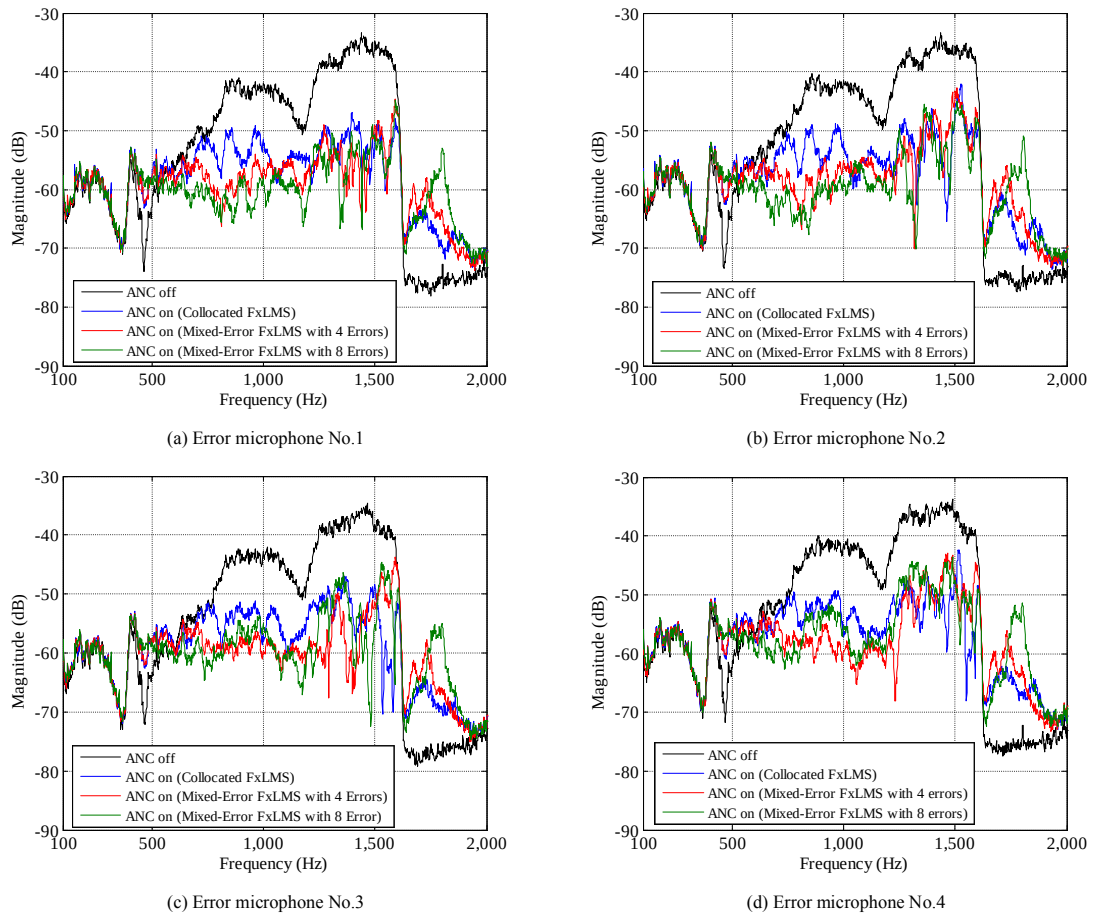 -30
-40
-50
-60
-70
-80
-90
Magnitude (dB)
ANC off
ANC on (Collocated FxLMS)
ANC on (Mixed-Error FxLMS with 4 Errors)
ANC on (Mixed-Error FxLMS with 8 Errors)
100 500 1,000 1,500 2,000
Frequency (Hz)
(a) Error microphone No.1
-30
-40
-50
-60
-70
-80
-90
Magnitude (dB)
ANC off
ANC on (Collocated FxLMS)
ANC on (Mixed-Error FxLMS with 4 Errors)
ANC on (Mixed-Error FxLMS with 8 Errors)
100 500 1,000 1,500 2,000
Frequency (Hz)
(b) Error microphone No.2
-30
-40
-50
-60
-70
-80
-90
Magnitude (dB)
ANC off
ANC on (Collocated FxLMS)
ANC on (Mixed-Error FxLMS with 4 Errors)
ANC on (Mixed-Error FxLMS with 8 Error)
100 500 1,000 1,500 2,000
Frequency (Hz)
(c) Error microphone No.3
-30
-40
-50
-60
-70
-80
-90
Magnitude (dB)
ANC off
ANC on (Collocated FxLMS)
ANC on (Mixed-Error FxLMS with 4 errors)
ANC on (Mixed-Error FxLMS with 8 errors)
100 500 1,000 1,500 2,000
Frequency (Hz)
(d) Error microphone No.4